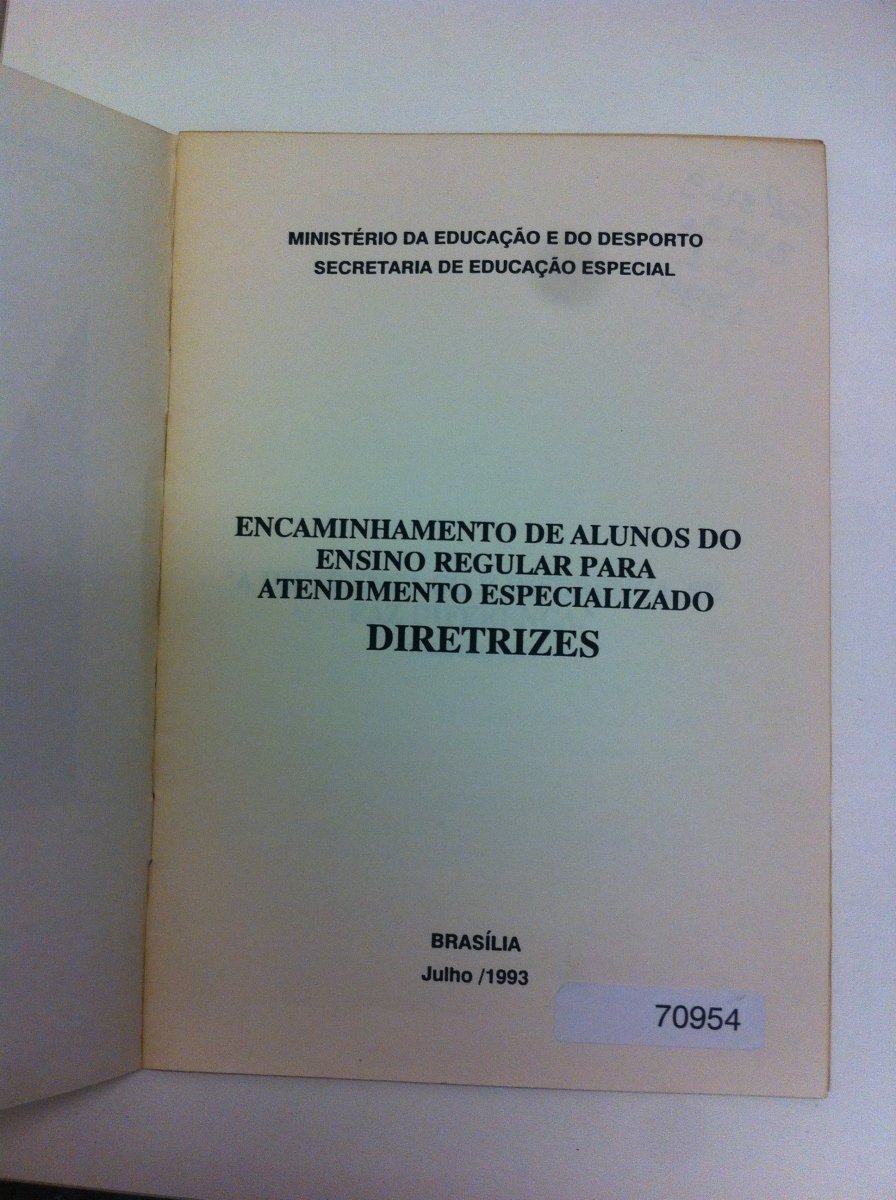 MINISTÉRIO DA EDUCAÇÃO E DO DESPORTO
SECRETARIA DE EDUCAÇÃO ESPECIAL
ENCAMINHAMENTO DE ALUNOS DO
ENSINO REGULAR PARA
ATENDIMENTO ESPECIALIZADO
DIRETRIZES
BRASÍLIA
Julho /1993
70954